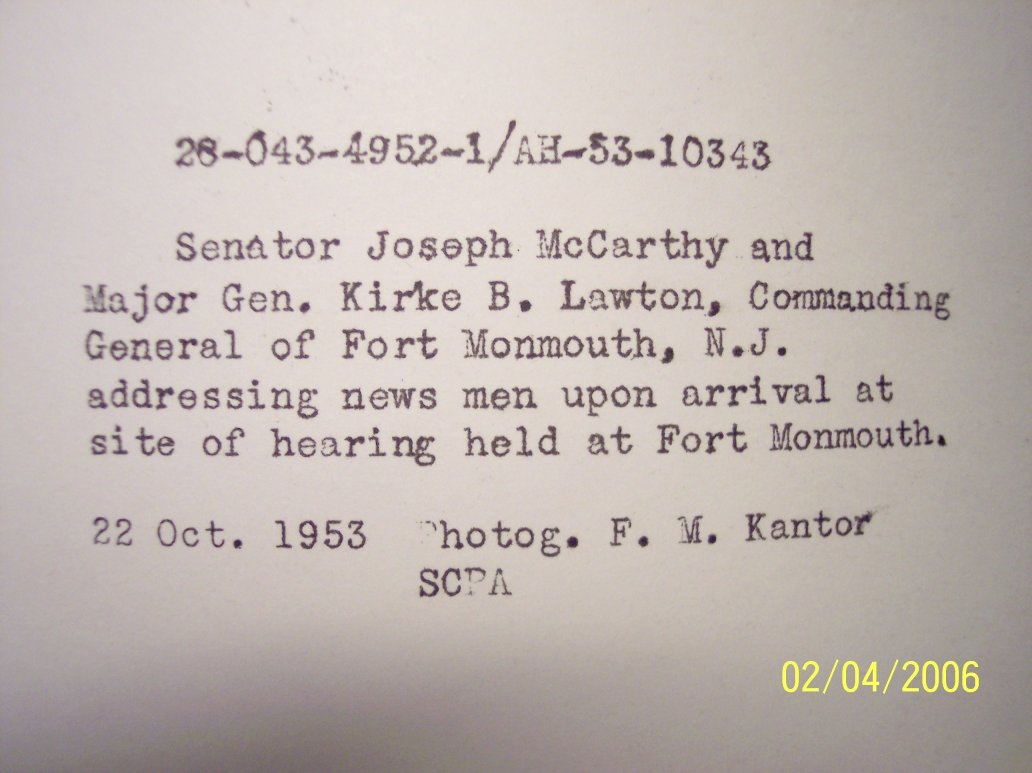 28-043-4952-1/AH-53-10343
Senator Joseph McCarthy and
Major Gen. Kirke B. Lawton, Commanding
General of Fort Monmouth, N.J.
addressing news men upon arrival at
site of hearing held at Fort Monmouth.
22 Oct. 1953 Photog. F. M. Kantor
SCPA
02/04/2006